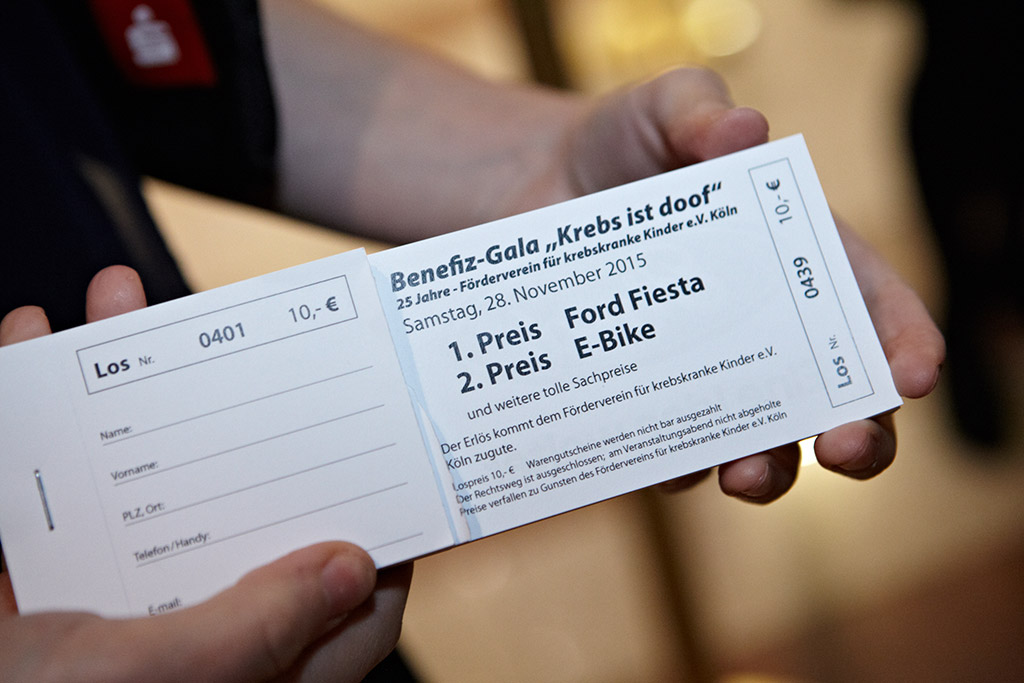 Los Nr. 0401 10,- €
Name:
Vorname:
PLZ, Ort:
Telefon/Handy:
E-mail:
Benefiz-Gala „Krebs ist doof“
25 Jahre - Förderverein für krebskranke Kinder e.V. Köln
Samstag, 28. November 2015
1. Preis Ford Fiesta
2. Preis E-Bike
und weitere tolle Sachpreise
Der Erlös kommt dem Förderverein für krebskranke Kinder e.V.
Köln zugute.
Lospreis 10,- € Warengutscheine werden nicht bar ausgezahlt
Der Rechtsweg ist ausgeschlossen; am Veranstaltungsabend nicht abgeholte
Preise verfallen zu Gunsten des Fördervereins für krebskranke Kinder e.V. Köln
Los Nr. 0439 10,- €